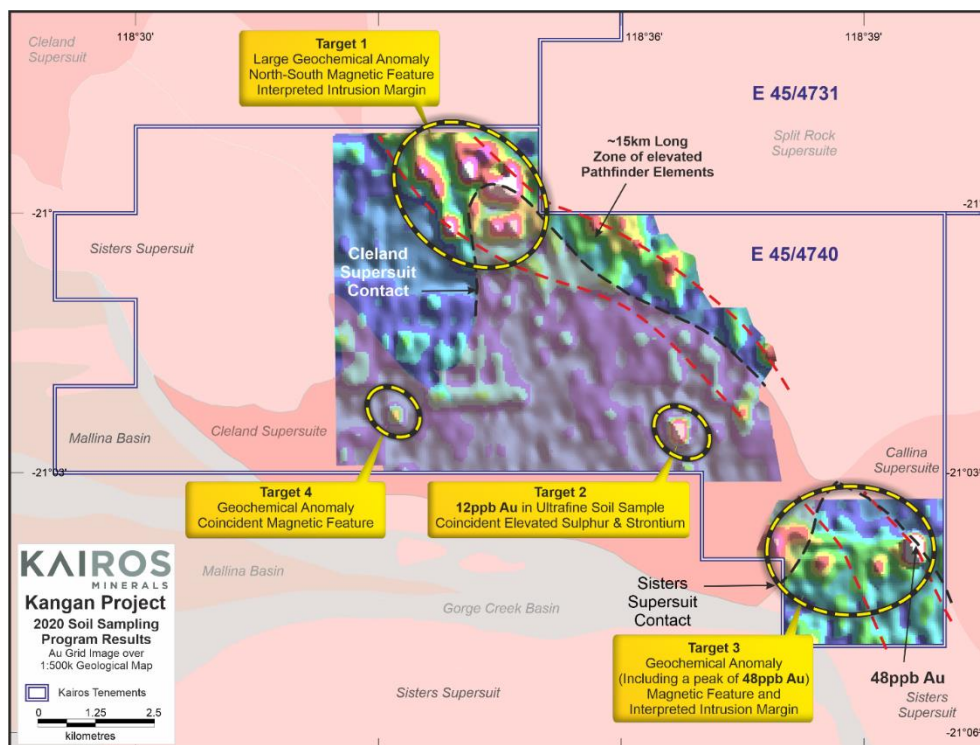 118°30'
118°36'
118°39'
Cleland
Supersuit
Target 1
Large Geochemical Anomaly
North-South Magnetic Feature
Interpreted Intrusion Margin
E 45/4731
Split Rock
Supersuite
~15km Long
Zone of elevated
Pathfinder Elements
-21°
-21°
Sisters Supersuit
E 45/4740
Cleland
Supersuit
Contact
Mallina Basin
Cleland Supersuite
Callina
Supersuite
-21°03'
-21°03'
Target 4
Geochemical Anomaly
Coincident Magnetic Feature
Target 2
12ppb Au in Ultrafine Soil Sample
Coincident Elevated Sulphur & Strontium
KAIROS
MINERALS
Kangan Project
2020 Soil Sampling
Program Results
Au Grid Image over
1:500k Geological Map
Kairos Tenements
0 1.25 2.5
kilometres
Mallina Basin
Gorge Creek Basin
Sisters
Supersuit
Contact
Target 3
Geochemical Anomaly
(Including a peak of 48ppb Au)
Magnetic Feature and
Interpreted Intrusion Margin
48ppb Au
Sisters
Supersuit
Sisters Supersuit
-21°06'